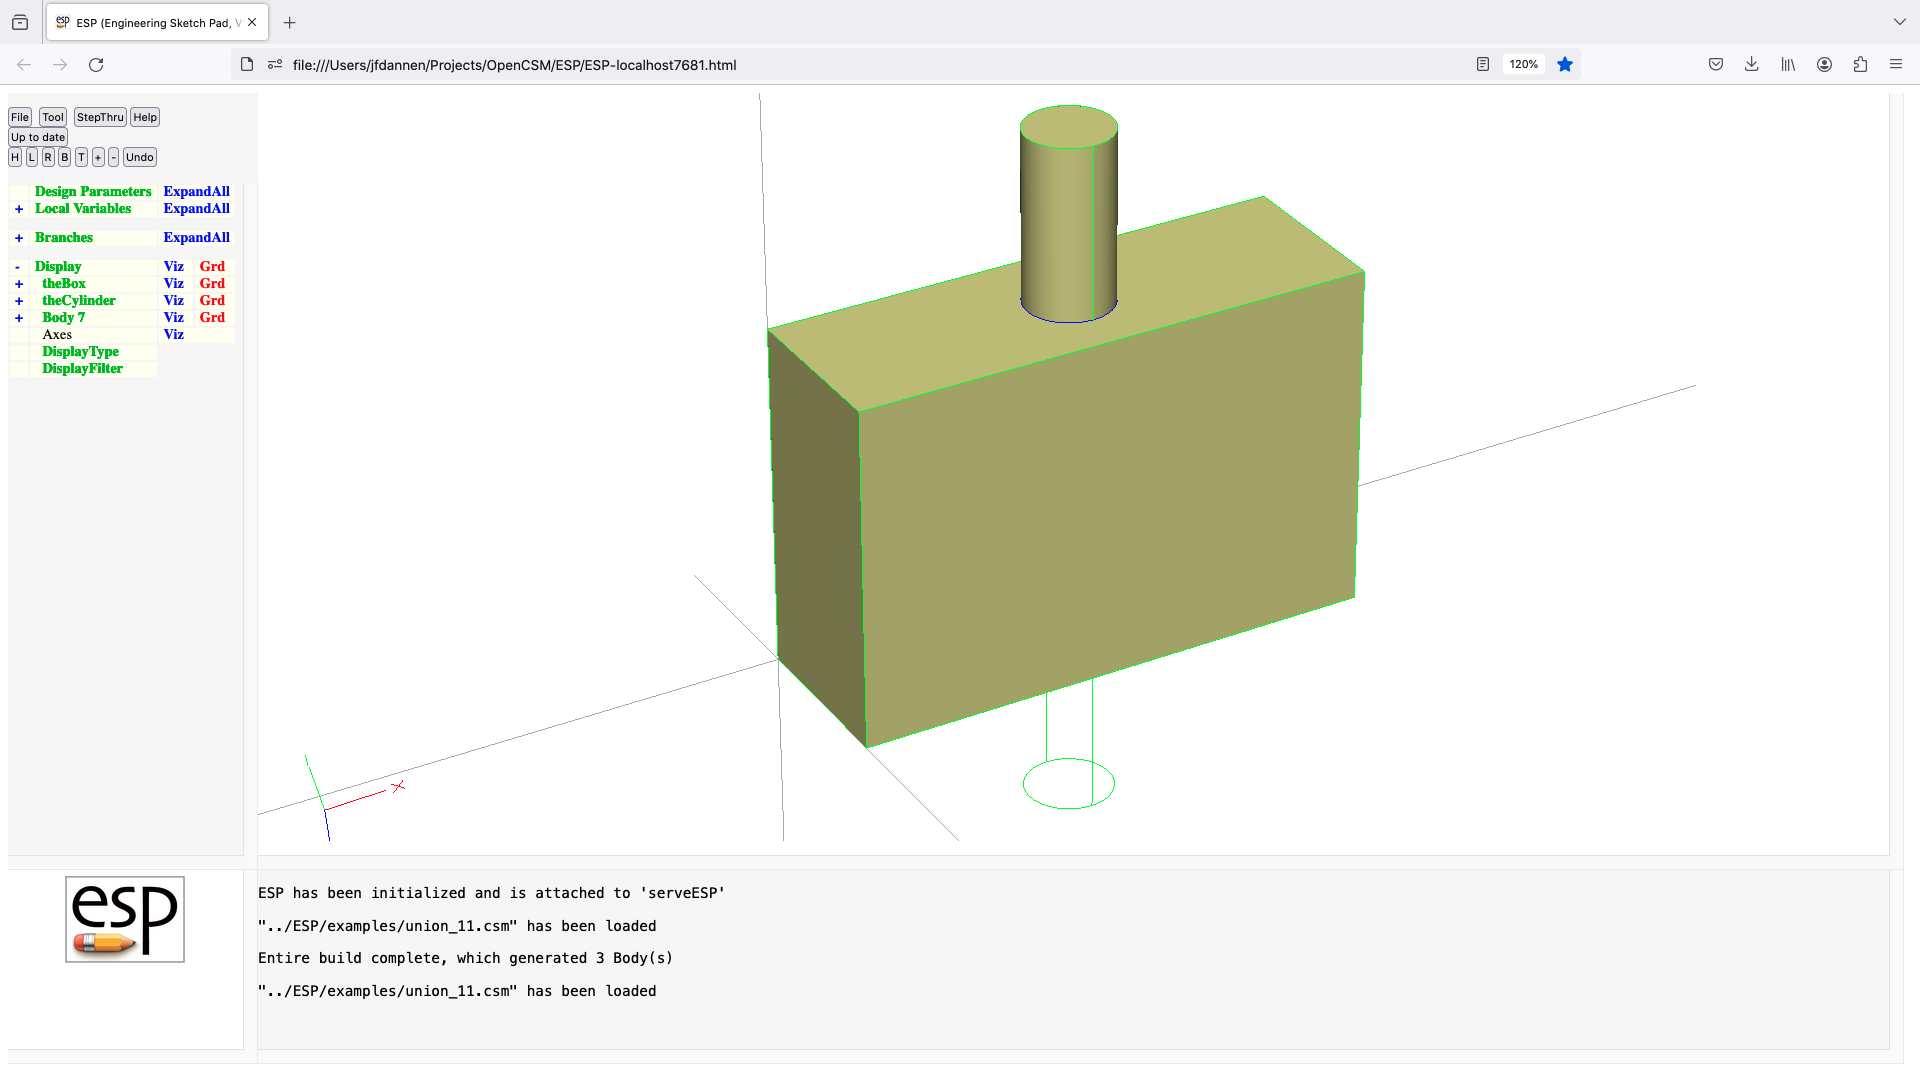 ESP (Engineering Sketch Pad, V
file:///Users/jfdannen/Projects/OpenCSM/ESP/ESP-localhost7681.html
120%
File Tool StepThru Help
Up to date
H L R B T + - Undo
Design Parameters ExpandAll
+ Local Variables ExpandAll
+ Branches ExpandAll
- Display Viz Grd
+ theBox Viz Grd
+ theCylinder Viz Grd
+ Body 7 Viz Grd
Axes Viz
DisplayType
DisplayFilter
X
esp
ESP has been initialized and is attached to 'serveESP'
"../ESP/examples/union_11.csm" has been loaded
Entire build complete, which generated 3 Body(s)
"../ESP/examples/union_11.csm" has been loaded